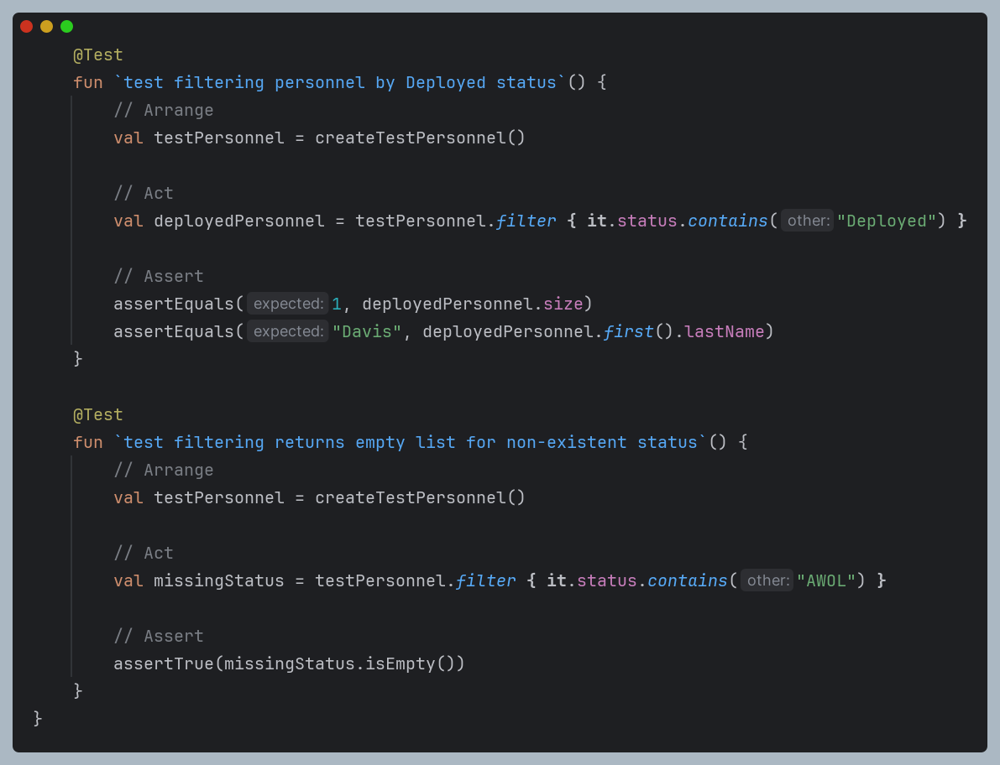 @Test
fun `test filtering personnel by Deployed status`() {
// Arrange
val testPersonnel = createTestPersonnel()
// Act
val deployedPersonnel = testPersonnel.filter { it.status.contains( other: "Deployed") }
// Assert
assertEquals( expected: 1, deployedPersonnel.size)
assertEquals( expected: "Davis", deployedPersonnel.first().lastName)
}
@Test
fun `test filtering returns empty list for non-existent status`() {
// Arrange
val testPersonnel = createTestPersonnel()
// Act
val missingStatus = testPersonnel.filter { it.status.contains( other: "AWOL") }
// Assert
assertTrue(missingStatus.isEmpty())
}
}